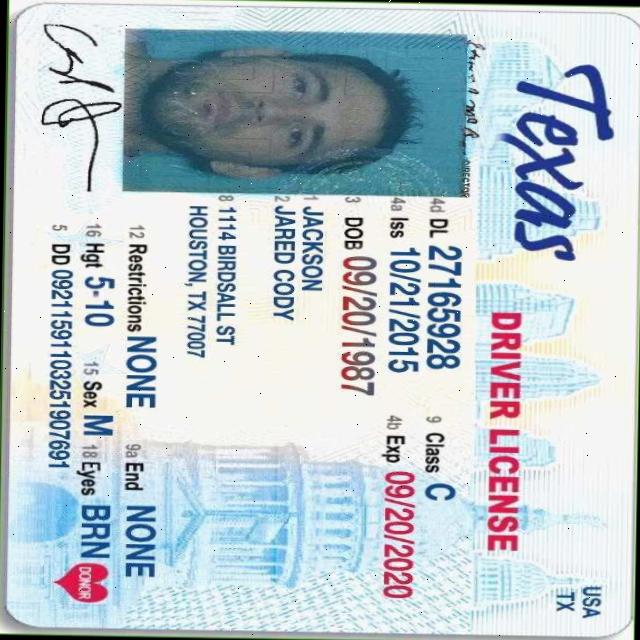 Texas
USA
TX
DRIVER LICENSE
4d DL 27165928 9 Class C
4a Iss 10/21/2015 4b Exp 09/20/2020
3 DOB 09/20/1987
1 JACKSON
2 JARED CODY
8 1114 BIRDSALL ST
HOUSTON, TX 77007
12 Restrictions NONE 9a End NONE
16 Hgt 5-10 15 Sex M 18 Eyes BRN
5 DD 09211591103251907691
DONOR
DIRECTOR